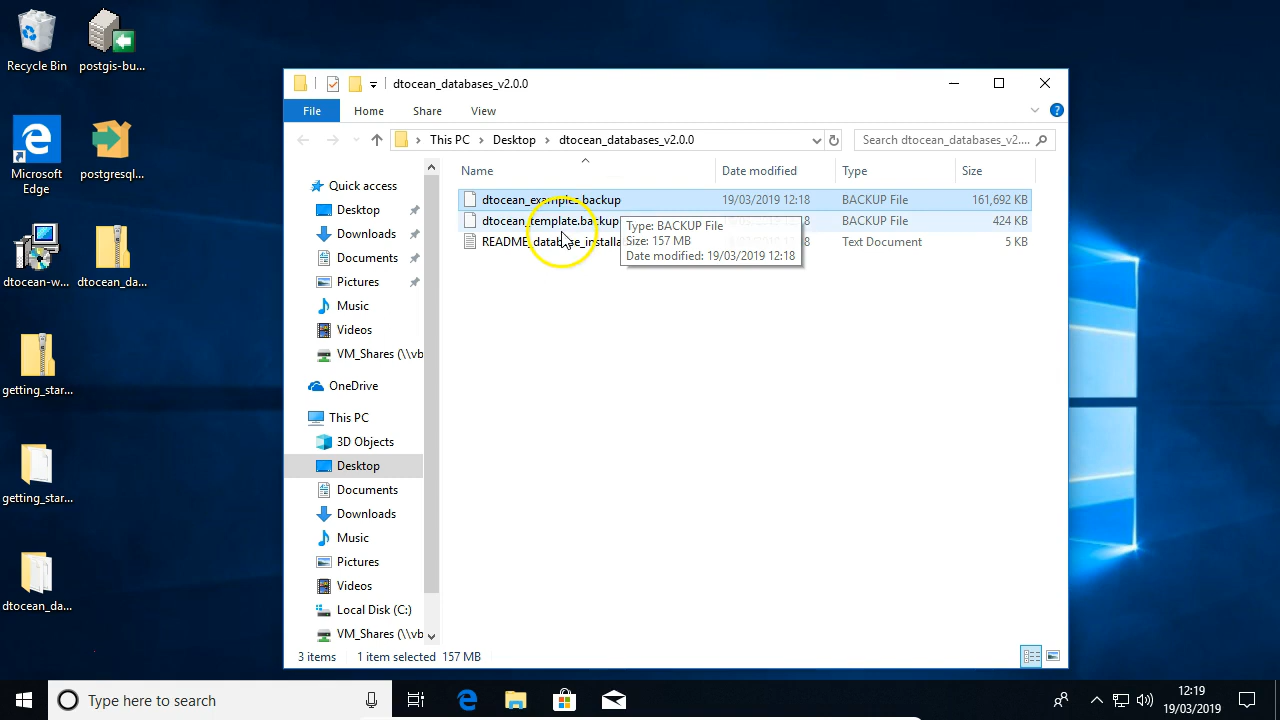 Recycle Bin
postgis-bu...
Microsoft
Edge
postgresql...
dtocean-w...
dtocean_da...
getting_star...
getting_star...
dtocean_da...
dtocean_databases_v2.0.0
File Home Share View
This PC Desktop dtocean_databases_v2.0.0
Search dtocean_databases_v2....
Name Date modified Type Size
dtocean_examples.backup 19/03/2019 12:18 BACKUP File 161,692 KB
dtocean_template.backup BACKUP File 424 KB
README_database_installa Text Document 5 KB
Type: BACKUP File
Size: 157 MB
Date modified: 19/03/2019 12:18
Quick access
Desktop
Downloads
Documents
Pictures
Music
Videos
VM_Shares (\\vb
OneDrive
This PC
3D Objects
Desktop
Documents
Downloads
Music
Pictures
Videos
Local Disk (C:)
VM_Shares (\\vb
3 items 1 item selected 157 MB
Type here to search
12:19
19/03/2019